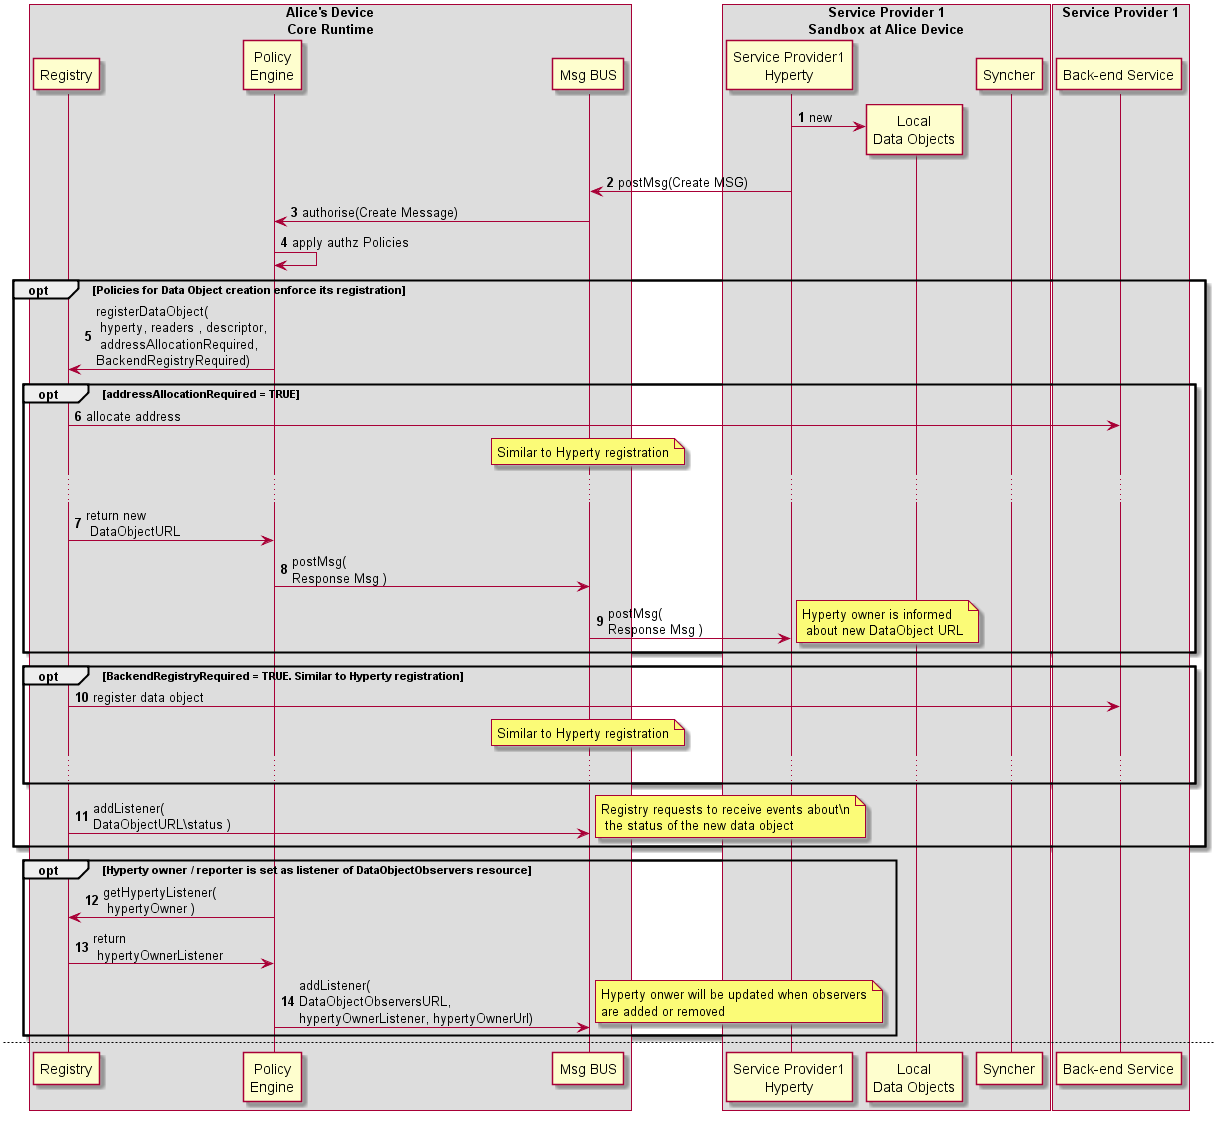 Alice's Device
Core Runtime
Service Provider 1
Sandbox at Alice Device
Service Provider 1
Registry
Policy
Engine
Msg BUS
Service Provider1
Hyperty
Syncher
Back-end Service
1 new
Local
Data Objects
2 postMsg(Create MSG)
3 authorise(Create Message)
4 apply authz Policies
opt [Policies for Data Object creation enforce its registration]
5 registerDataObject(
hyperty, readers , descriptor,
addressAllocationRequired,
BackendRegistryRequired)
opt [addressAllocationRequired = TRUE]
6 allocate address
Similar to Hyperty registration
7 return new
DataObjectURL
8 postMsg(
Response Msg )
9 postMsg(
Response Msg )
Hyperty owner is informed
about new DataObject URL
opt [BackendRegistryRequired = TRUE. Similar to Hyperty registration]
10 register data object
Similar to Hyperty registration
11 addListener(
DataObjectURL\status )
Registry requests to receive events about\n
the status of the new data object
opt [Hyperty owner / reporter is set as listener of DataObjectObservers resource]
12 getHypertyListener(
hypertyOwner )
13 return
hypertyOwnerListener
14 addListener(
DataObjectObserversURL,
hypertyOwnerListener, hypertyOwnerUrl)
Hyperty onwer will be updated when observers
are added or removed
Registry
Policy
Engine
Msg BUS
Service Provider1
Hyperty
Local
Data Objects
Syncher
Back-end Service